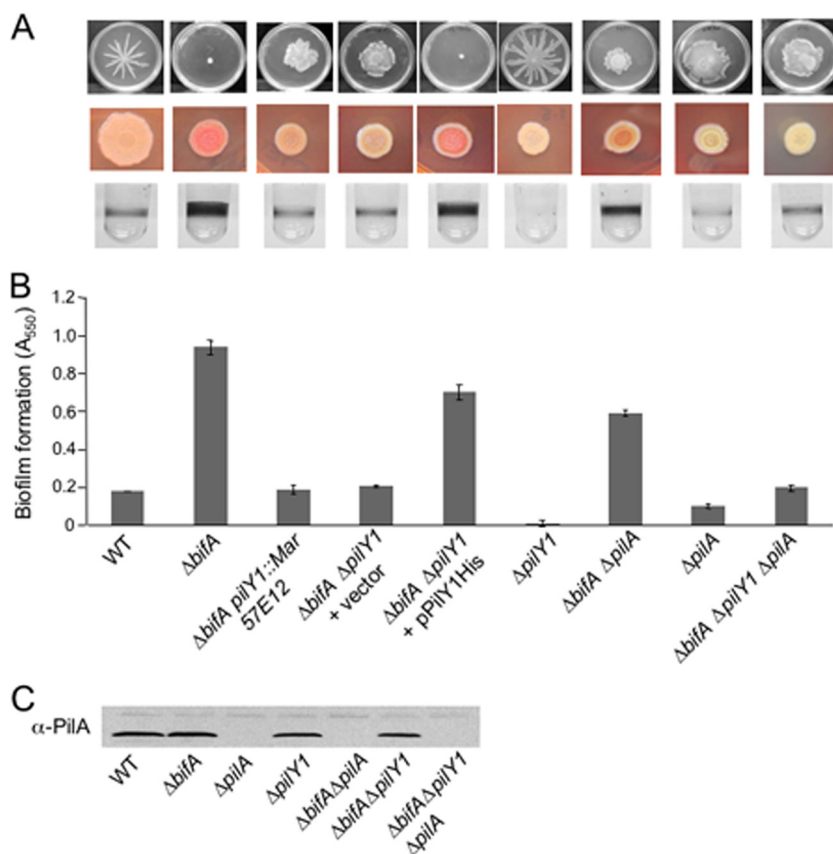 A
B
Biofilm formation (A550)
1.2
1.0
0.8
0.6
0.4
0.2
0
WT
ΔbifA
ΔbifA pilY1::Mar
57E12
ΔbifA ΔpilY1
+ vector
ΔbifA ΔpilY1
+ pPilY1His
ΔpilY1
ΔbifA ΔpilA
ΔpilA
ΔbifA ΔpilY1 ΔpilA
C
α-PilA
WT
ΔbifA
ΔpilA
ΔpilY1
ΔbifAΔpilA
ΔbifAΔpilY1
ΔbifAΔpilY1
ΔpilA